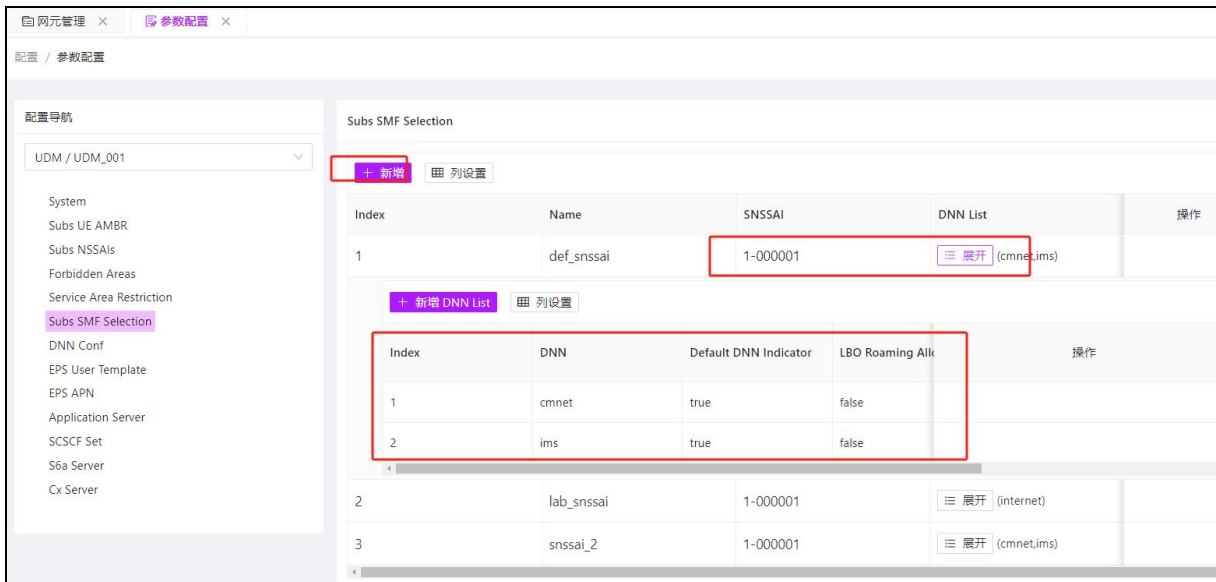 网元管理 × 参数配置 ×
配置 / 参数配置
配置导航
UDM / UDM_001
System
Subs UE AMBR
Subs NSSAIs
Forbidden Areas
Service Area Restriction
Subs SMF Selection
DNN Conf
EPS User Template
EPS APN
Application Server
SCSCF Set
S6a Server
Cx Server
Subs SMF Selection
+ 新增 列设置
Index Name SNSSAI DNN List 操作
1 def_snssai 1-000001 展开 (cmnet,ims)
+ 新增 DNN List 列设置
Index DNN Default DNN Indicator LBO Roaming Allo 操作
1 cmnet true false
2 ims true false
2 lab_snssai 1-000001 展开 (internet)
3 snssai_2 1-000001 展开 (cmnet,ims)